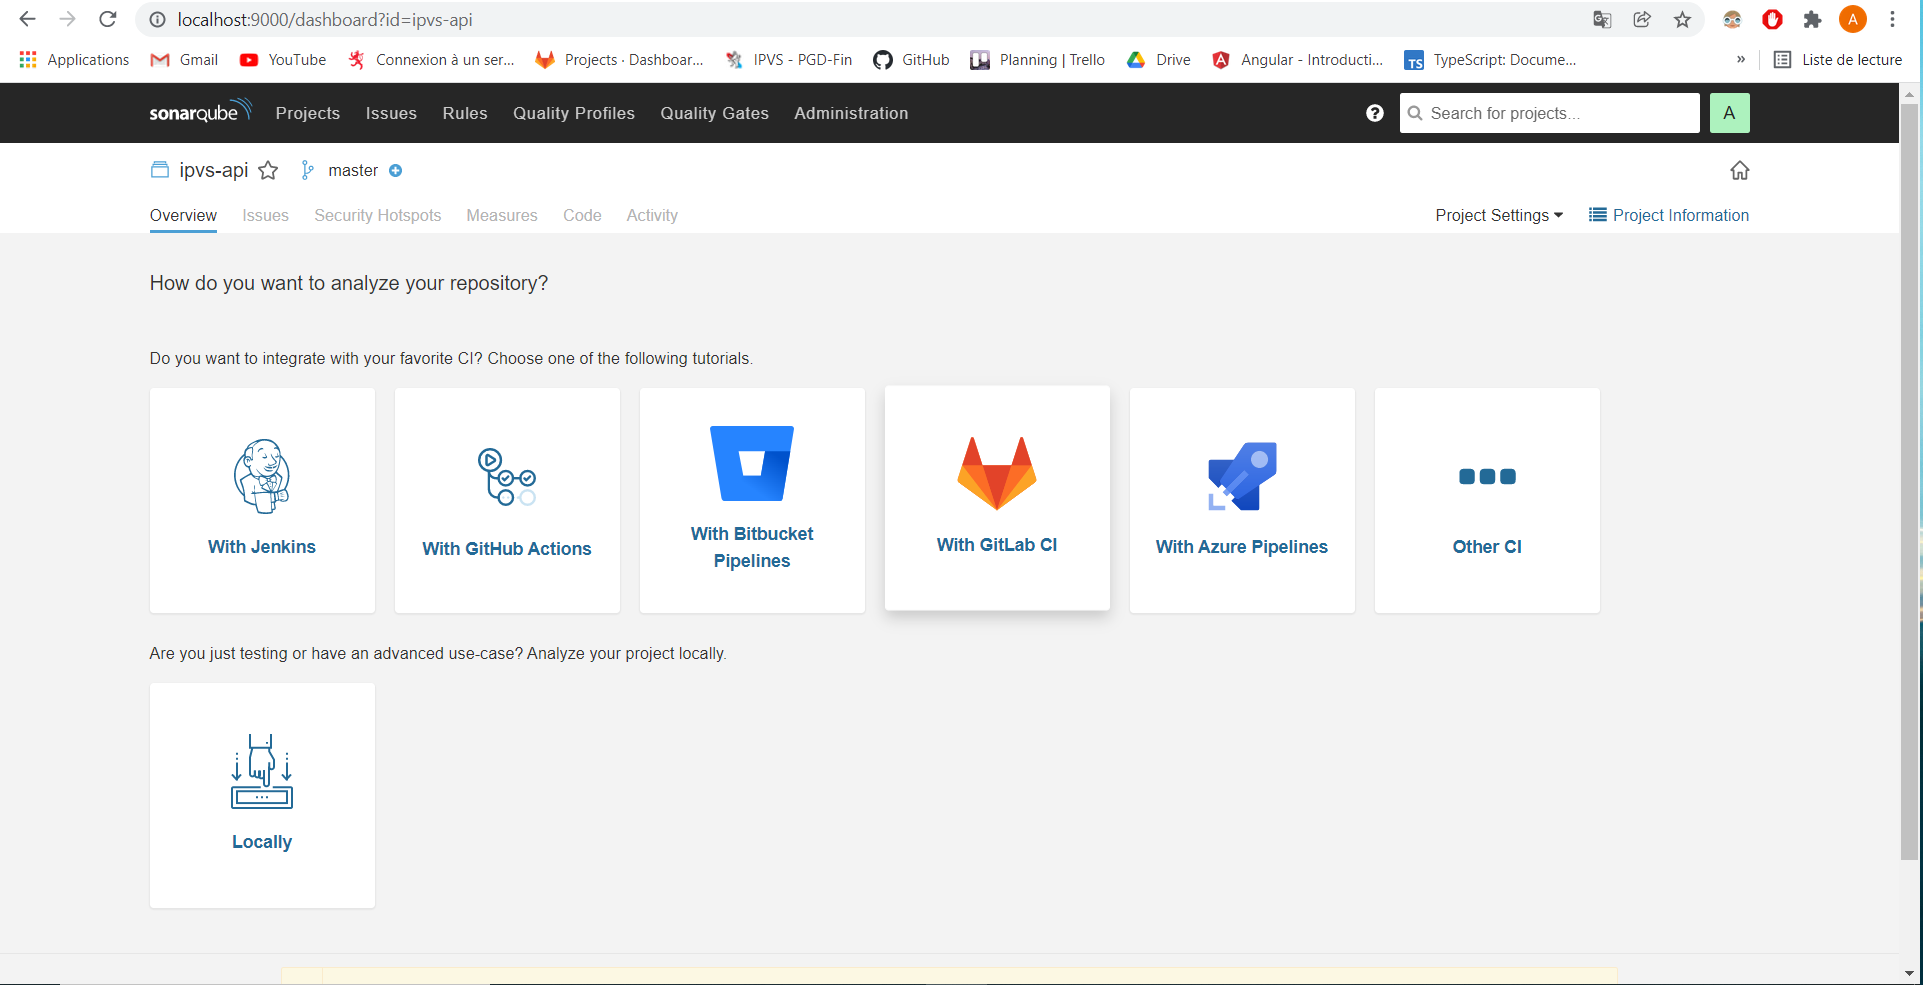 localhost:9000/dashboard?id=ipvs-api
A
Applications Gmail YouTube Connexion à un ser... Projects · Dashboar... IPVS - PGD-Fin GitHub Planning | Trello Drive Angular - Introducti... TS TypeScript: Docume... » Liste de lecture
sonarqube Projects Issues Rules Quality Profiles Quality Gates Administration ? Search for projects... A
ipvs-api master
Overview Issues Security Hotspots Measures Code Activity Project Settings Project Information
How do you want to analyze your repository?
Do you want to integrate with your favorite CI? Choose one of the following tutorials.
With Jenkins
With GitHub Actions
With Bitbucket
Pipelines
With GitLab CI
With Azure Pipelines
Other CI
Are you just testing or have an advanced use-case? Analyze your project locally.
Locally